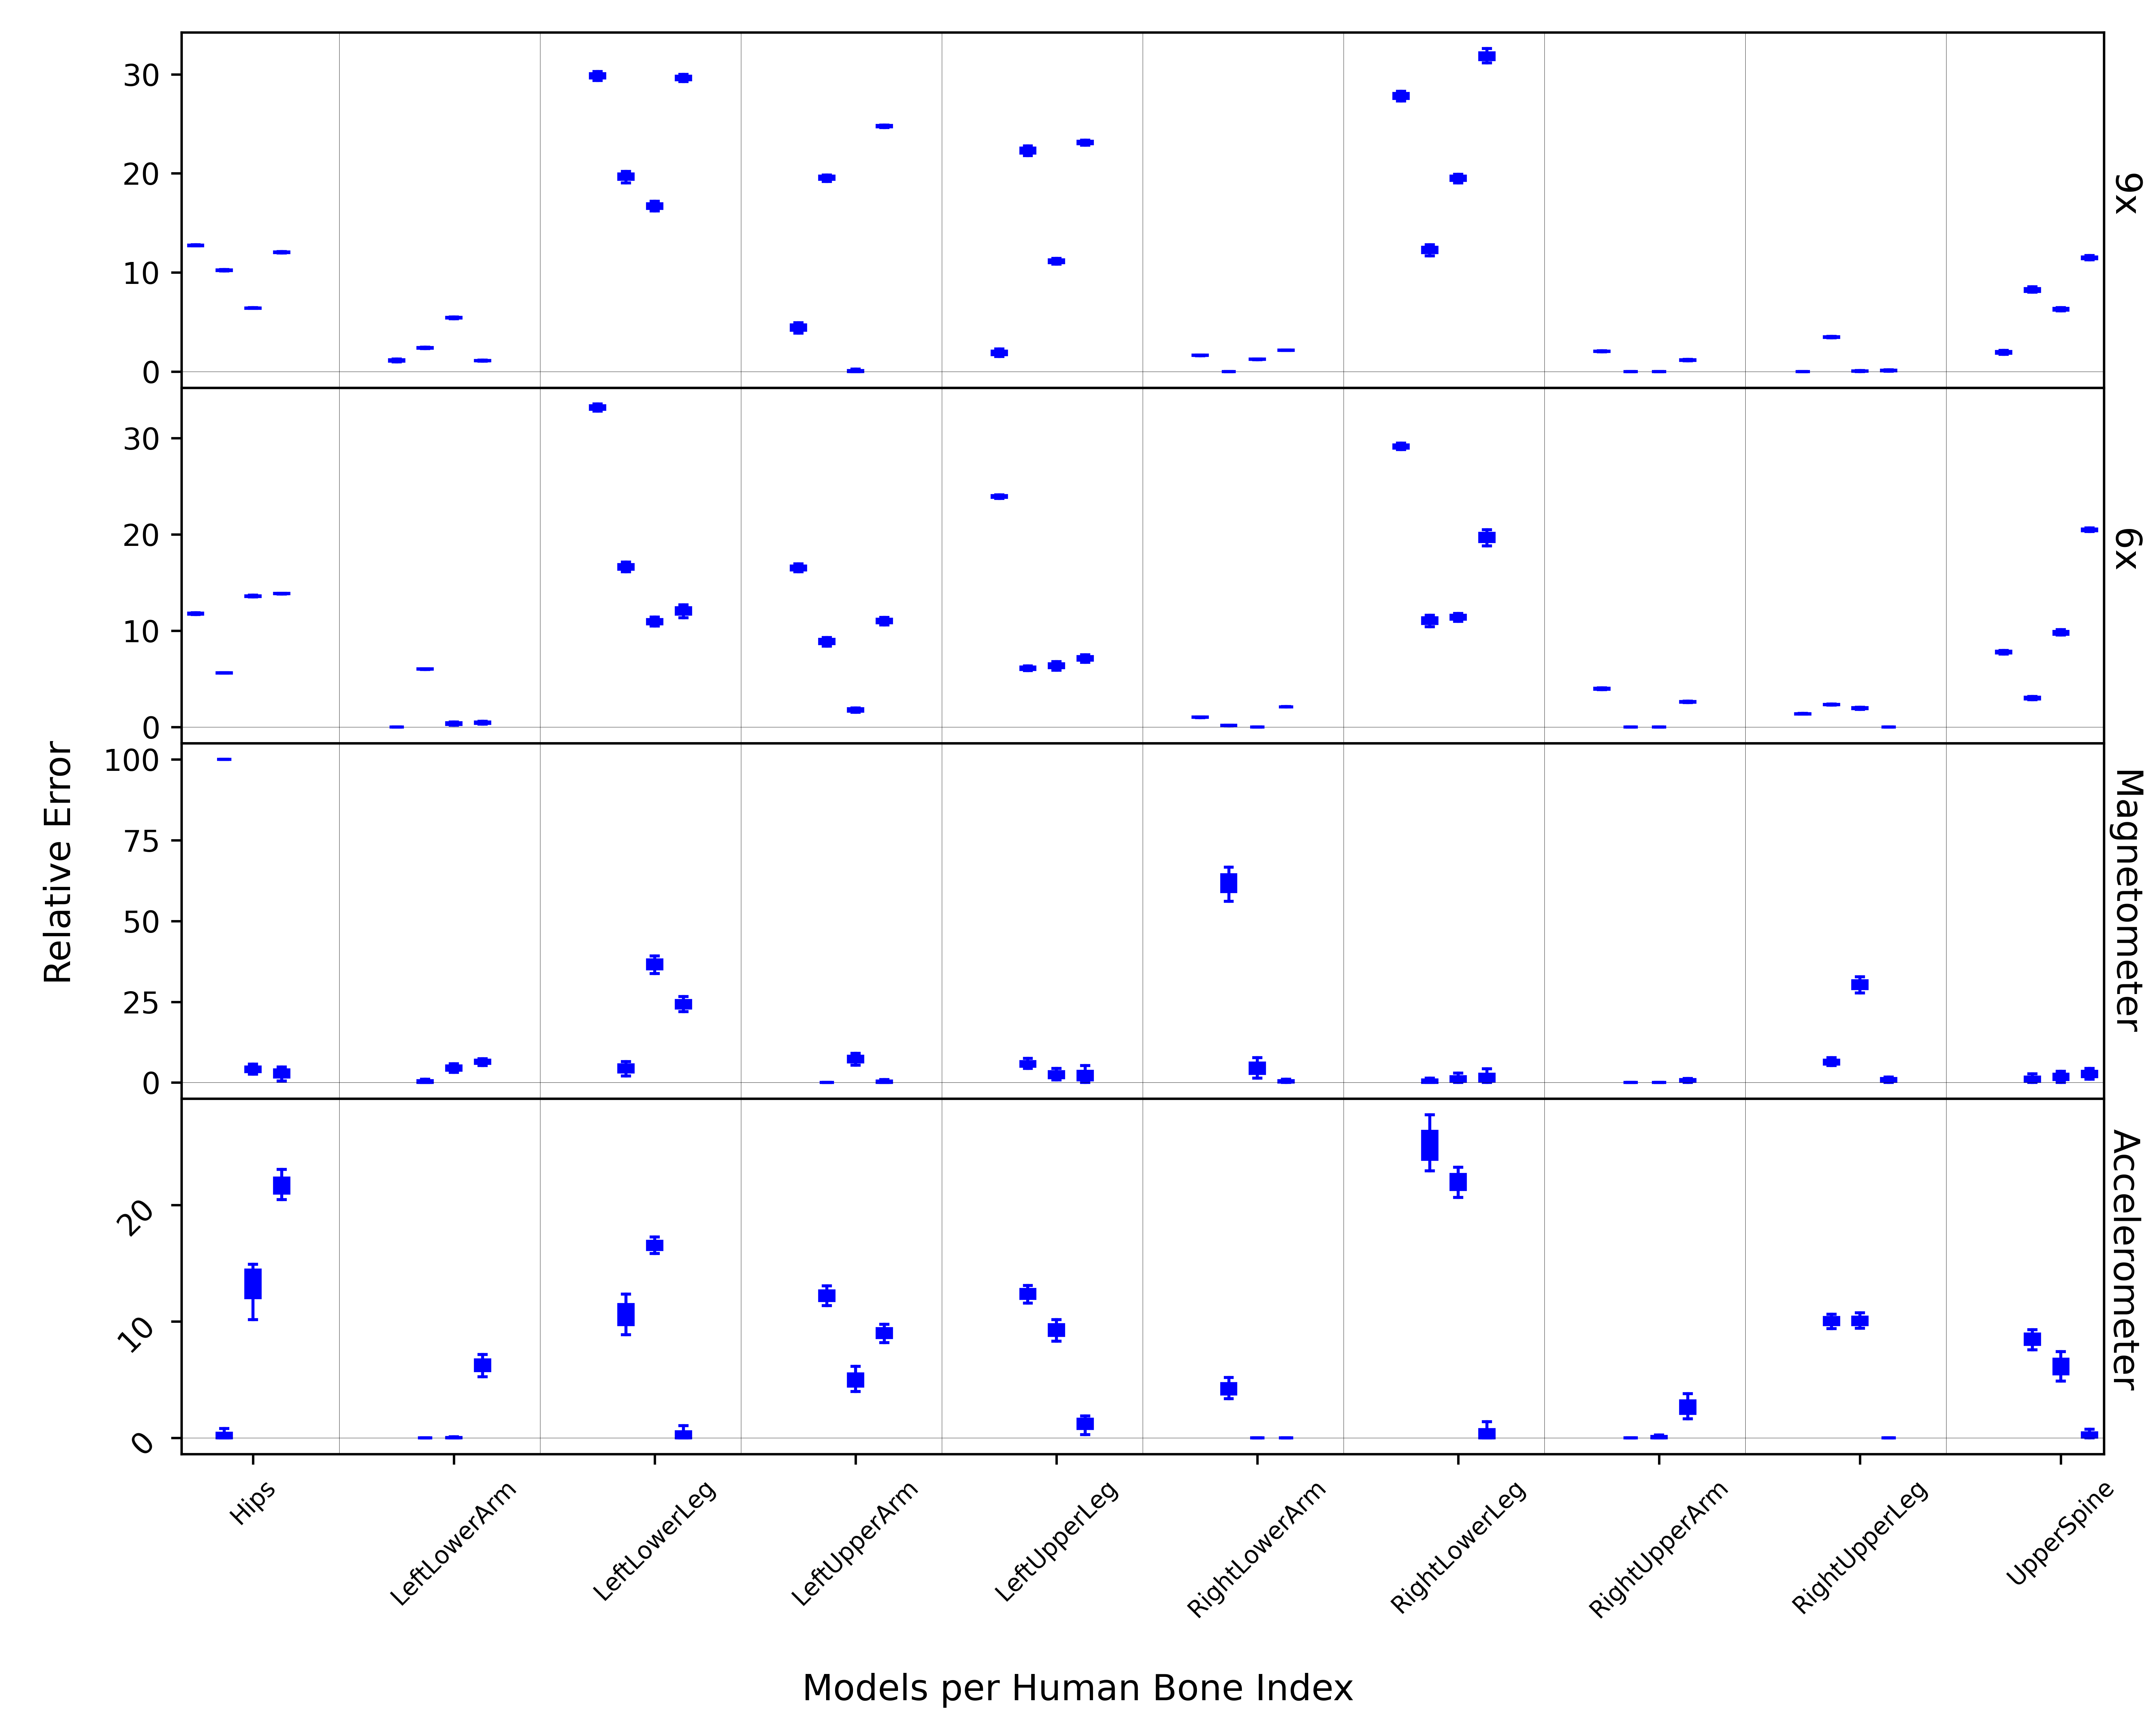 30
20
10
0
9x
30
20
10
0
6x
100
75
50
25
0
Magnetometer
20
10
0
Accelerometer
Relative Error
Hips
LeftLowerArm
LeftLowerLeg
LeftUpperArm
LeftUpperLeg
RightLowerArm
RightLowerLeg
RightUpperArm
RightUpperLeg
UpperSpine
Models per Human Bone Index